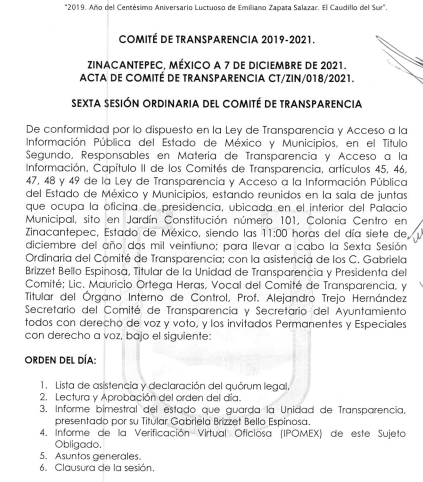 "2019. Año del Centésimo Aniversario Luctuoso de Emiliano Zapata Salazar. El Caudillo del Sur".
COMITÉ DE TRANSPARENCIA 2019-2021.
ZINACANTEPEC, MÉXICO A 7 DE DICIEMBRE DE 2021.
ACTA DE COMITÉ DE TRANSPARENCIA CT/ZIN/018/2021.
SEXTA SESIÓN ORDINARIA DEL COMITÉ DE TRANSPARENCIA
De conformidad por lo dispuesto en la Ley de Transparencia y Acceso a la
Información Pública del Estado de México y Municipios, en el Titulo
Segundo, Responsables en Materia de Transparencia y Acceso a la
Información, Capítulo II de los Comités de Transparencia, artículos 45, 46,
47, 48 y 49 de la Ley de Transparencia y Acceso a la Información Pública
del Estado de México y Municipios, estando reunidos en la sala de juntas
que ocupa la oficina de presidencia, ubicada en el interior del Palacio
Municipal, sito en Jardín Constitución número 101, Colonia Centro en
Zinacantepec, Estado de México, siendo las 11:00 horas del día siete de
diciembre del año dos mil veintiuno; para llevar a cabo la Sexta Sesión
Ordinaria del Comité de Transparencia; con la asistencia de los C. Gabriela
Brizzet Bello Espinosa, Titular de la Unidad de Transparencia y Presidenta del
Comité; Lic. Mauricio Ortega Heras, Vocal del Comité de Transparencia, y
Titular del Órgano Interno de Control, Prof. Alejandro Trejo Hernández
Secretario del Comité de Transparencia y Secretario del Ayuntamiento
todos con derecho de voz y voto, y los invitados Permanentes y Especiales
con derecho a voz, bajo el siguiente:
ORDEN DEL DÍA:
1. Lista de asistencia y declaración del quórum legal.
2. Lectura y Aprobación del orden del día.
3. Informe bimestral del estado que guarda la Unidad de Transparencia,
presentado por su Titular Gabriela Brizzet Bello Espinosa.
4. Informe de la Verificación Virtual Oficiosa (IPOMEX) de este Sujeto
Obligado.
5. Asuntos generales.
6. Clausura de la sesión.